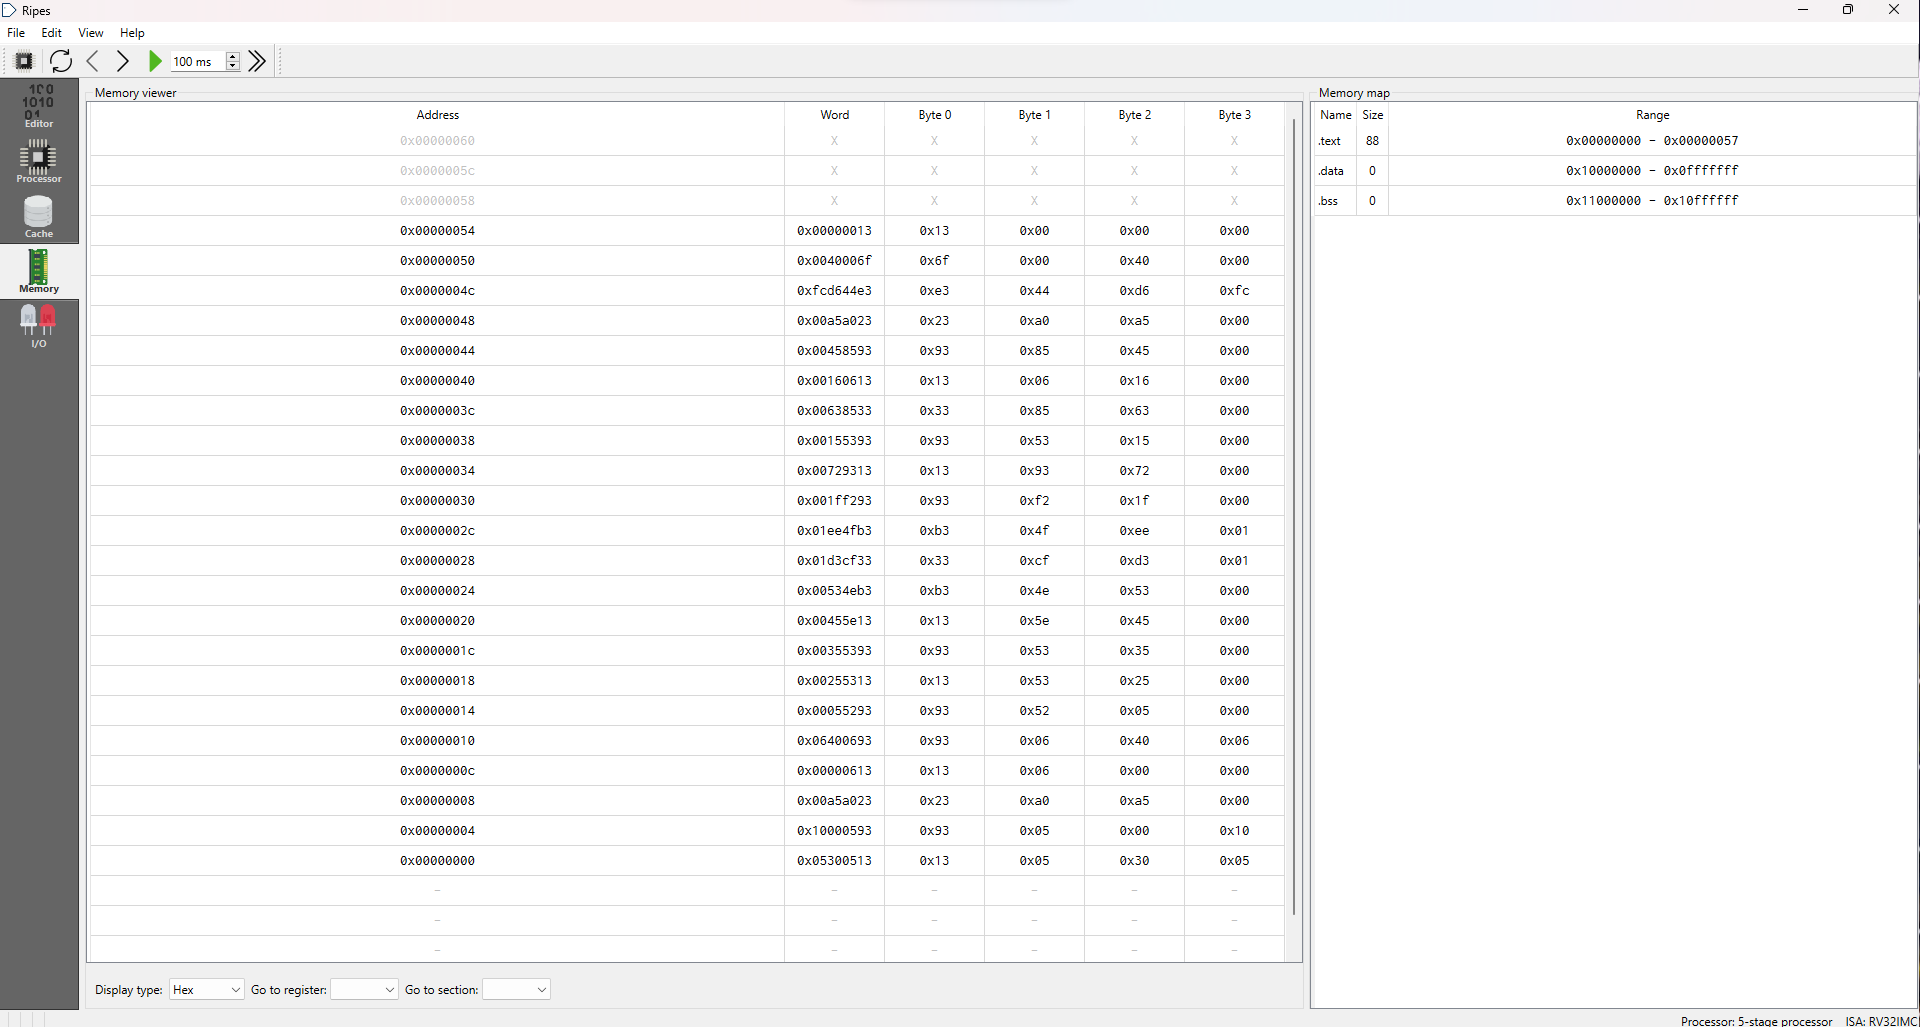 Ripes
File Edit View Help
100 ms
Editor
Processor
Cache
Memory
I/O
Memory viewer
Address Word Byte 0 Byte 1 Byte 2 Byte 3
0x00000060 X X X X X
0x0000005c X X X X X
0x00000058 X X X X X
0x00000054 0x00000013 0x13 0x00 0x00 0x00
0x00000050 0x0040006f 0x6f 0x00 0x40 0x00
0x0000004c 0xfcd644e3 0xe3 0x44 0xd6 0xfc
0x00000048 0x00a5a023 0x23 0xa0 0xa5 0x00
0x00000044 0x00458593 0x93 0x85 0x45 0x00
0x00000040 0x00160613 0x13 0x06 0x16 0x00
0x0000003c 0x00638533 0x33 0x85 0x63 0x00
0x00000038 0x00155393 0x93 0x53 0x15 0x00
0x00000034 0x00729313 0x13 0x93 0x72 0x00
0x00000030 0x001ff293 0x93 0xf2 0x1f 0x00
0x0000002c 0x01ee4fb3 0xb3 0x4f 0xee 0x01
0x00000028 0x01d3cf33 0x33 0xcf 0xd3 0x01
0x00000024 0x00534eb3 0xb3 0x4e 0x53 0x00
0x00000020 0x00455e13 0x13 0x5e 0x45 0x00
0x0000001c 0x00355393 0x93 0x53 0x35 0x00
0x00000018 0x00255313 0x13 0x53 0x25 0x00
0x00000014 0x00055293 0x93 0x52 0x05 0x00
0x00000010 0x06400693 0x93 0x06 0x40 0x06
0x0000000c 0x00000613 0x13 0x06 0x00 0x00
0x00000008 0x00a5a023 0x23 0xa0 0xa5 0x00
0x00000004 0x10000593 0x93 0x05 0x00 0x10
0x00000000 0x05300513 0x13 0x05 0x30 0x05
- - - - - -
- - - - - -
- - - - - -
Display type: Hex Go to register: Go to section:
Memory map
Name Size Range
.text 88 0x00000000 - 0x00000057
.data 0 0x10000000 - 0x0fffffff
.bss 0 0x11000000 - 0x10ffffff
Processor: 5-stage processor ISA: RV32IMC